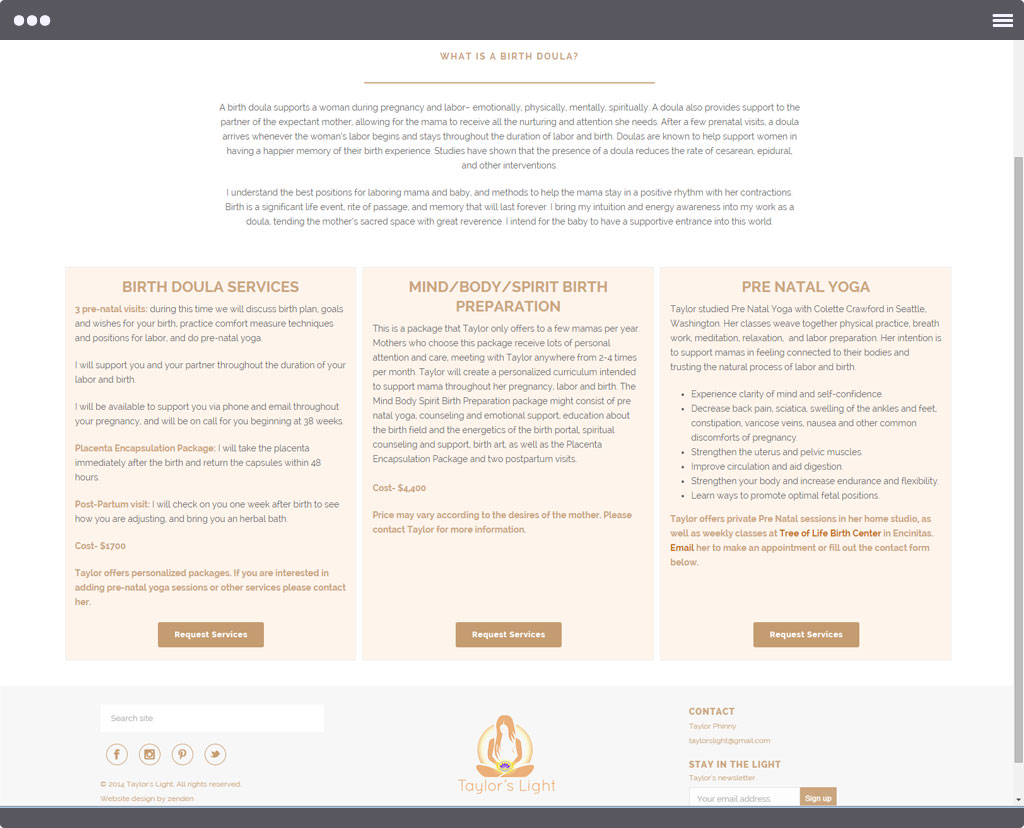 WHAT IS A BIRTH DOULA?
A birth doula supports a woman during pregnancy and labor– emotionally, physically, mentally, spiritually. A doula also provides support to the
partner of the expectant mother, allowing for the mama to receive all the nurturing and attention she needs. After a few prenatal visits, a doula
arrives whenever the woman's labor begins and stays throughout the duration of labor and birth. Doulas are known to help support women in
having a happier memory of their birth experience. Studies have shown that the presence of a doula reduces the rate of cesarean, epidural,
and other interventions.
I understand the best positions for laboring mama and baby, and methods to help the mama stay in a positive rhythm with her contractions.
Birth is a significant life event, rite of passage, and memory that will last forever. I bring my intuition and energy awareness into my work as a
doula, tending the mother's sacred space with great reverence. I intend for the baby to have a supportive entrance into this world.
BIRTH DOULA SERVICES
3 pre-natal visits: during this time we will discuss birth plan, goals
and wishes for your birth, practice comfort measure techniques
and positions for labor, and do pre-natal yoga.
I will support you and your partner throughout the duration of your
labor and birth.
I will be available to support you via phone and email throughout
your pregnancy, and will be on call for you beginning at 38 weeks.
Placenta Encapsulation Package: I will take the placenta
immediately after the birth and return the capsules within 48
hours.
Post-Partum visit: I will check on you one week after birth to see
how you are adjusting, and bring you an herbal bath.
Cost- $1700
Taylor offers personalized packages. If you are interested in
adding pre-natal yoga sessions or other services please contact
her.
Request Services
MIND/BODY/SPIRIT BIRTH
PREPARATION
This is a package that Taylor only offers to a few mamas per year.
Mothers who choose this package receive lots of personal
attention and care, meeting with Taylor anywhere from 2-4 times
per month. Taylor will create a personalized curriculum intended
to support mama throughout her pregnancy, labor and birth. The
Mind Body Spirit Birth Preparation package might consist of pre
natal yoga, counseling and emotional support, education about
the birth field and the energetics of the birth portal, spiritual
counseling and support, birth art, as well as the Placenta
Encapsulation Package and two postpartum visits.
Cost- $4,400
Price may vary according to the desires of the mother. Please
contact Taylor for more information.
Request Services
PRE NATAL YOGA
Taylor studied Pre Natal Yoga with Colette Crawford in Seattle,
Washington. Her classes weave together physical practice, breath
work, meditation, relaxation, and labor preparation. Her intention is
to support mamas in feeling connected to their bodies and
trusting the natural process of labor and birth.
• Experience clarity of mind and self-confidence.
• Decrease back pain, sciatica, swelling of the ankles and feet,
constipation, varicose veins, nausea and other common
discomforts of pregnancy.
• Strengthen the uterus and pelvic muscles.
• Improve circulation and aid digestion.
• Strengthen your body and increase endurance and flexibility.
• Learn ways to promote optimal fetal positions.
Taylor offers private Pre Natal sessions in her home studio, as
well as weekly classes at Tree of Life Birth Center in Encinitas.
Email her to make an appointment or fill out the contact form
below.
Request Services
Search site
© 2014 Taylor's Light. All rights reserved.
Website design by zenden
Taylor's Light
CONTACT
Taylor Phinny
taylorslight@gmail.com
STAY IN THE LIGHT
Taylor's newsletter.
Your email address
Sign up